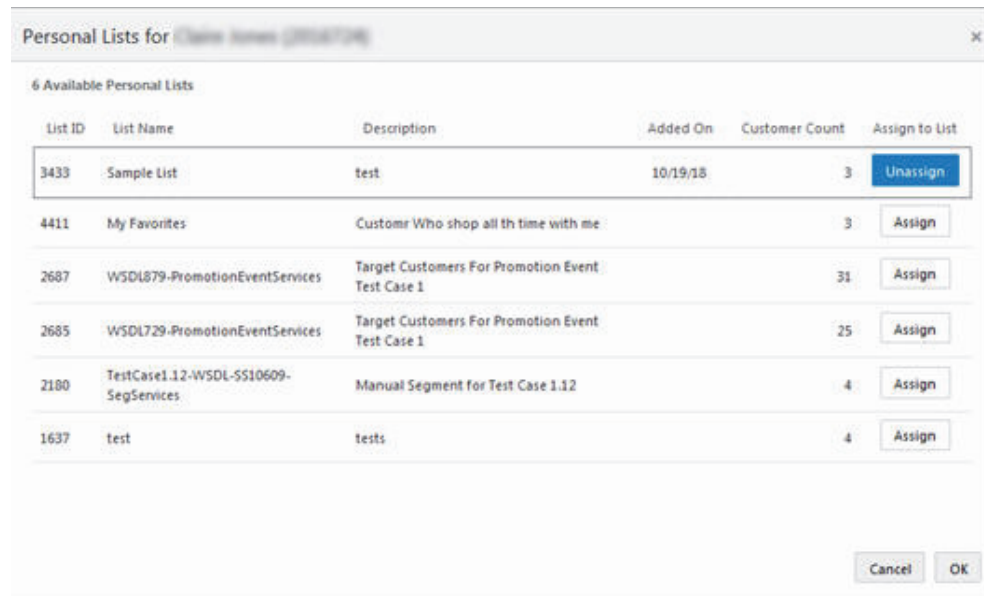 Personal Lists for
×
6 Available Personal Lists
List ID List Name Description Added On Customer Count Assign to List
3433 Sample List test 10/19/18 3 Unassign
4411 My Favorites Customr Who shop all th time with me 3 Assign
2687 WSDL879-PromotionEventServices Target Customers For Promotion Event
Test Case 1 31 Assign
2685 WSDL729-PromotionEventServices Target Customers For Promotion Event
Test Case 1 25 Assign
2180 TestCase1.12-WSDL-SS10609-
SegServices Manual Segment for Test Case 1.12 4 Assign
1637 test tests 4 Assign
Cancel OK